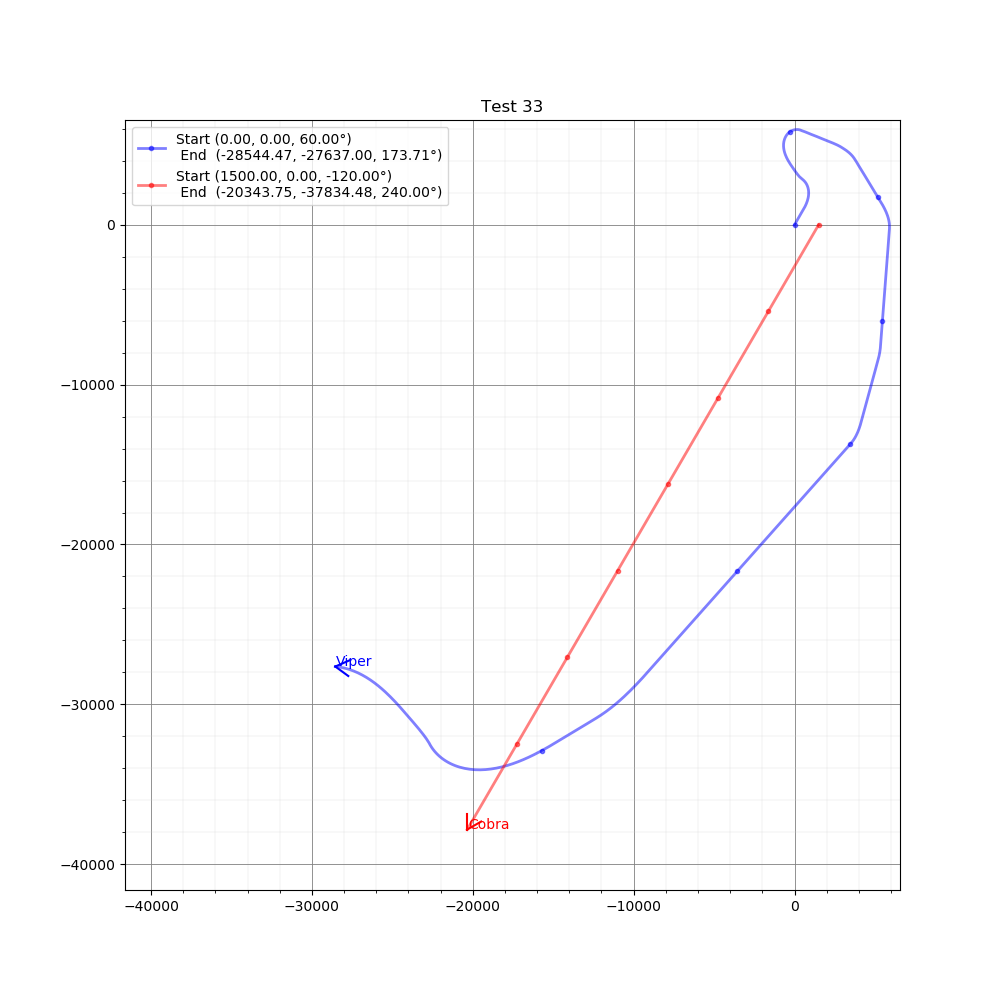 Test 33
Start (0.00, 0.00, 60.00°)
End (-28544.47, -27637.00, 173.71°)
Start (1500.00, 0.00, -120.00°)
End (-20343.75, -37834.48, 240.00°)
0
−10000
−20000
−30000
−40000
Viper
Cobra
−40000
−30000
−20000
−10000
0